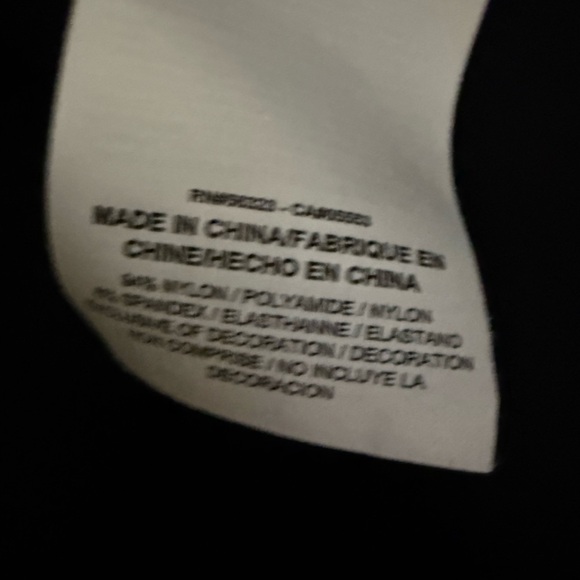 MADE IN CHINA/FABRIQUE EN
CHINE/HECHO EN CHINA
NYLON / POLYAMIDE / NYLON
SPANDEX / ELASTHANNE / ELASTANO
OF DECORATION / DECORATION
NON COMPRISE / NO INCLUYE LA
DECORACION